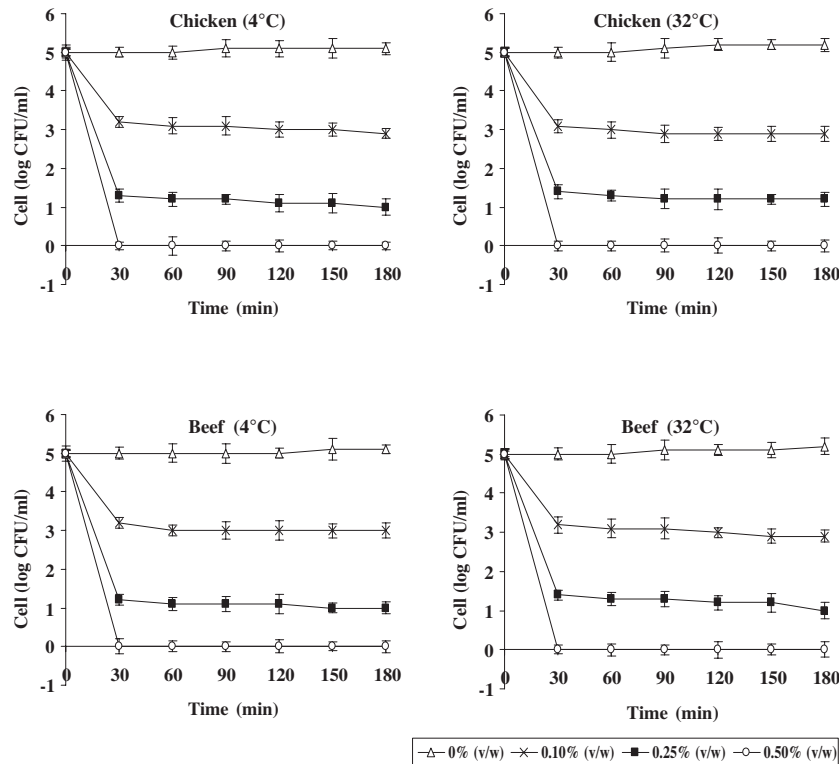 Chicken (4°C)
6
5
4
3
2
1
0
-1
Cell (log CFU/ml)
0 30 60 90 120 150 180
Time (min)
Chicken (32°C)
6
5
4
3
2
1
0
-1
Cell (log CFU/ml)
0 30 60 90 120 150 180
Time (min)
Beef (4°C)
6
5
4
3
2
1
0
-1
Cell (log CFU/ml)
0 30 60 90 120 150 180
Time (min)
Beef (32°C)
6
5
4
3
2
1
0
-1
Cell (log CFU/ml)
0 30 60 90 120 150 180
Time (min)
0% (v/w) 0.10% (v/w) 0.25% (v/w) 0.50% (v/w)